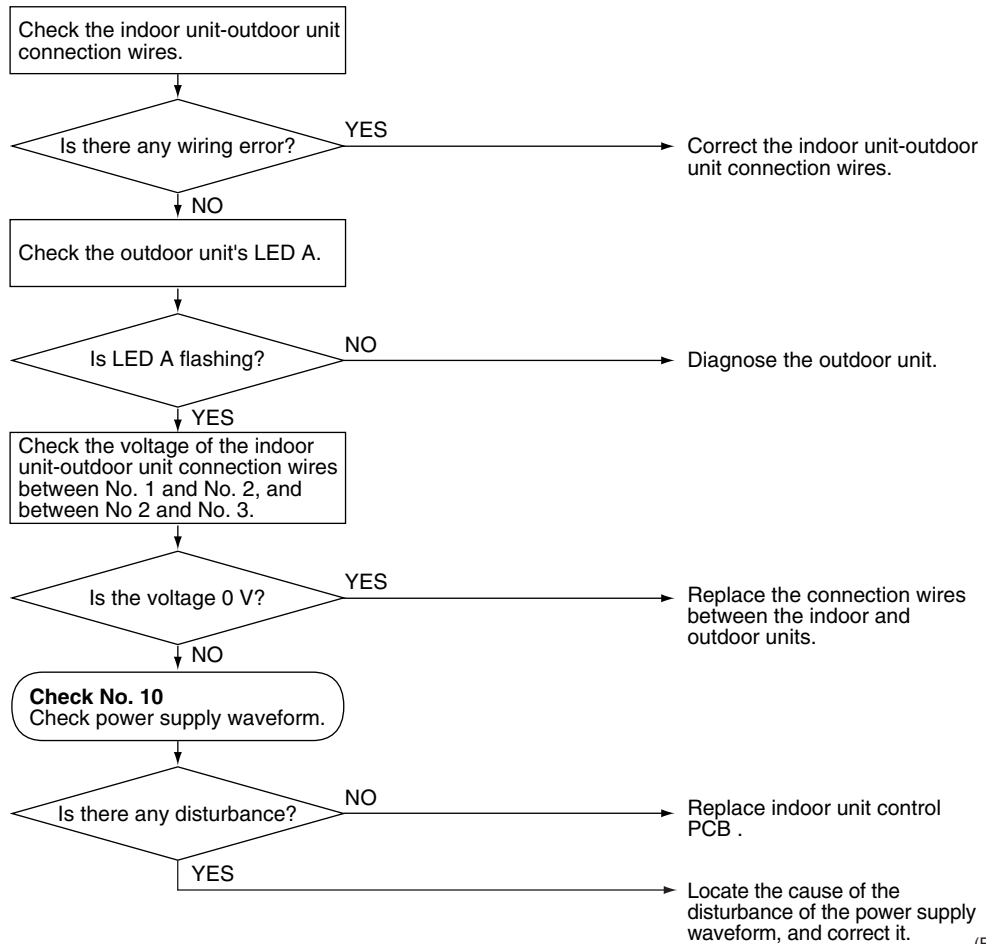 Check the indoor unit-outdoor unit
connection wires.
Is there any wiring error?
YES
Correct the indoor unit-outdoor
unit connection wires.
NO
Check the outdoor unit's LED A.
Is LED A flashing?
NO
Diagnose the outdoor unit.
YES
Check the voltage of the indoor
unit-outdoor unit connection wires
between No. 1 and No. 2, and
between No 2 and No. 3.
Is the voltage 0 V?
YES
Replace the connection wires
between the indoor and
outdoor units.
NO
Check No. 10
Check power supply waveform.
Is there any disturbance?
NO
Replace indoor unit control
PCB .
YES
Locate the cause of the
disturbance of the power supply
waveform, and correct it.